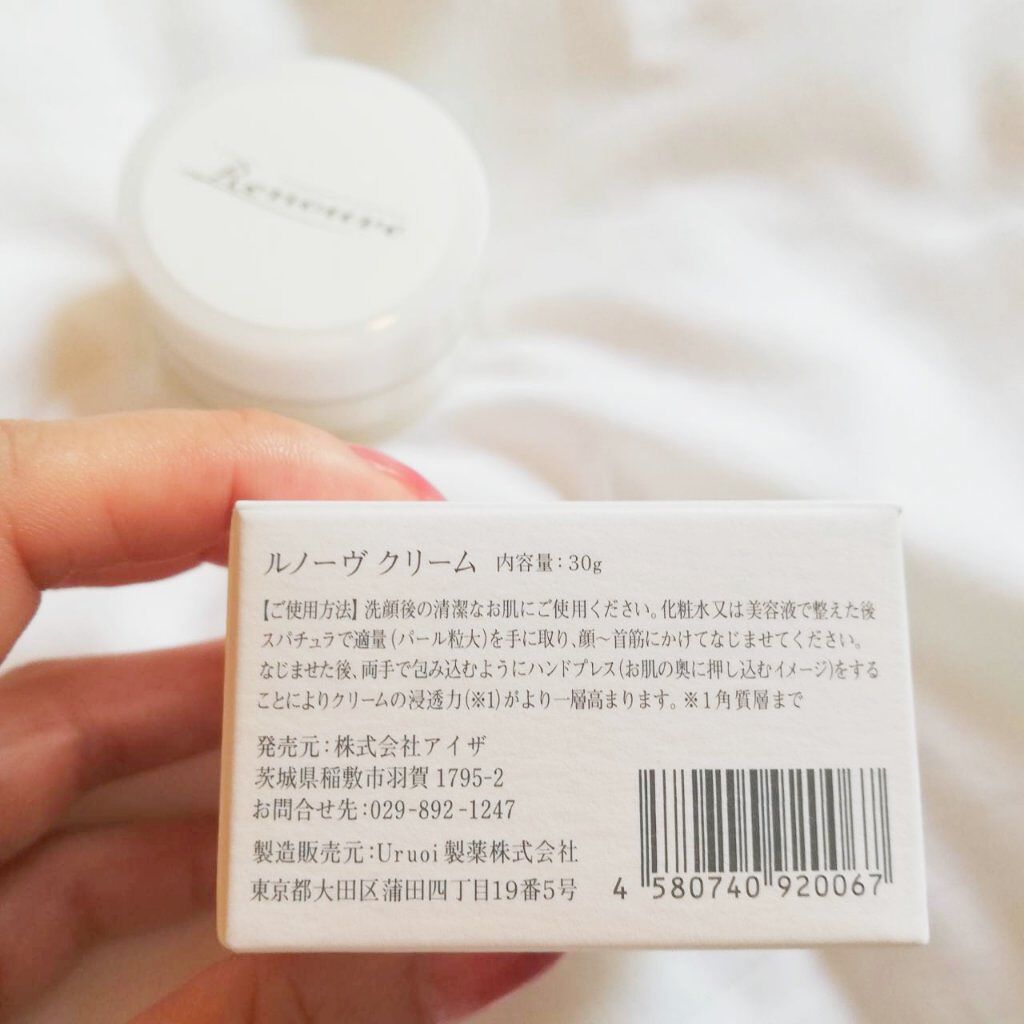 Renouve
ルノーヴ クリーム 内容量：30g
【ご使用方法】洗顔後の清潔なお肌にご使用ください。化粧水又は美容液で整えた後
スパチュラで適量(パール粒大)を手に取り、顔～首筋にかけてなじませてください。
なじませた後、両手で包み込むようにハンドプレス(お肌の奥に押し込むイメージ)をする
ことによりクリームの浸透力(※1)がより一層高まります。※1角質層まで
発売元：株式会社アイザ
茨城県稲敷市羽賀 1795-2
お問合せ先：029-892-1247
製造販売元：Uruoi 製薬株式会社
東京都大田区蒲田四丁目19番5号
4 580740 920067